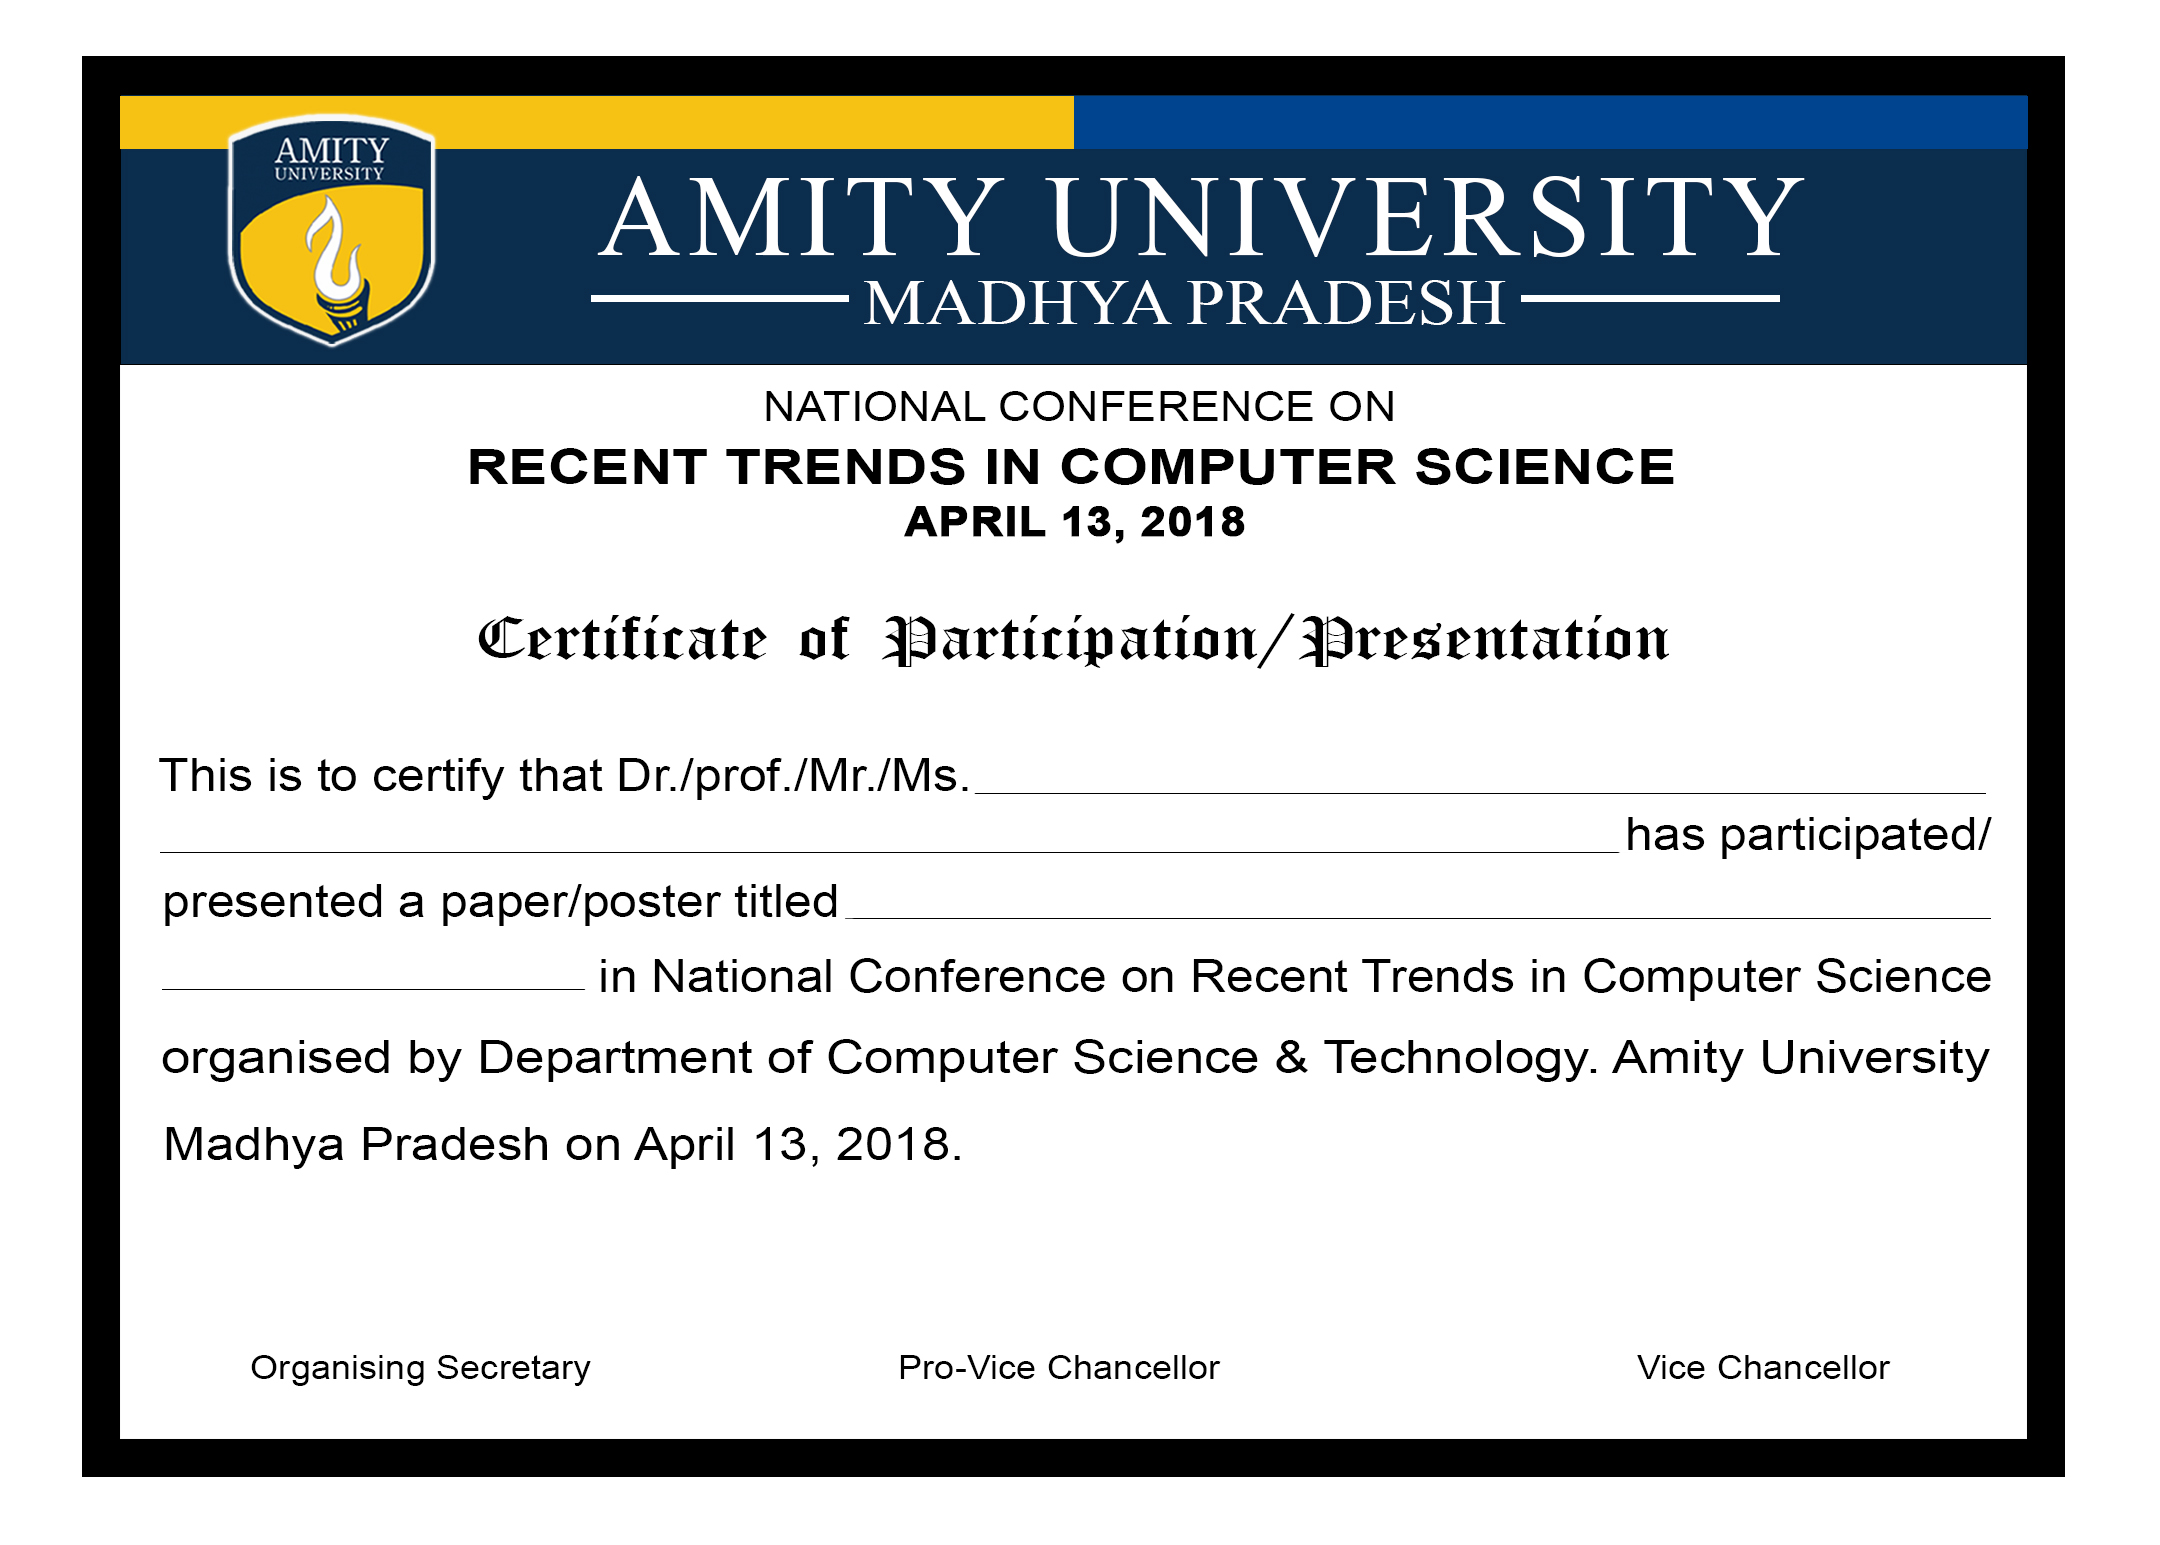 AMITY
UNIVERSITY
AMITY UNIVERSITY
MADHYA PRADESH
NATIONAL CONFERENCE ON
RECENT TRENDS IN COMPUTER SCIENCE
APRIL 13, 2018
Certificate of Participation/Presentation
This is to certify that Dr./prof./Mr./Ms.
has participated/
presented a paper/poster titled
in National Conference on Recent Trends in Computer Science
organised by Department of Computer Science & Technology. Amity University
Madhya Pradesh on April 13, 2018.
Organising Secretary Pro-Vice Chancellor Vice Chancellor